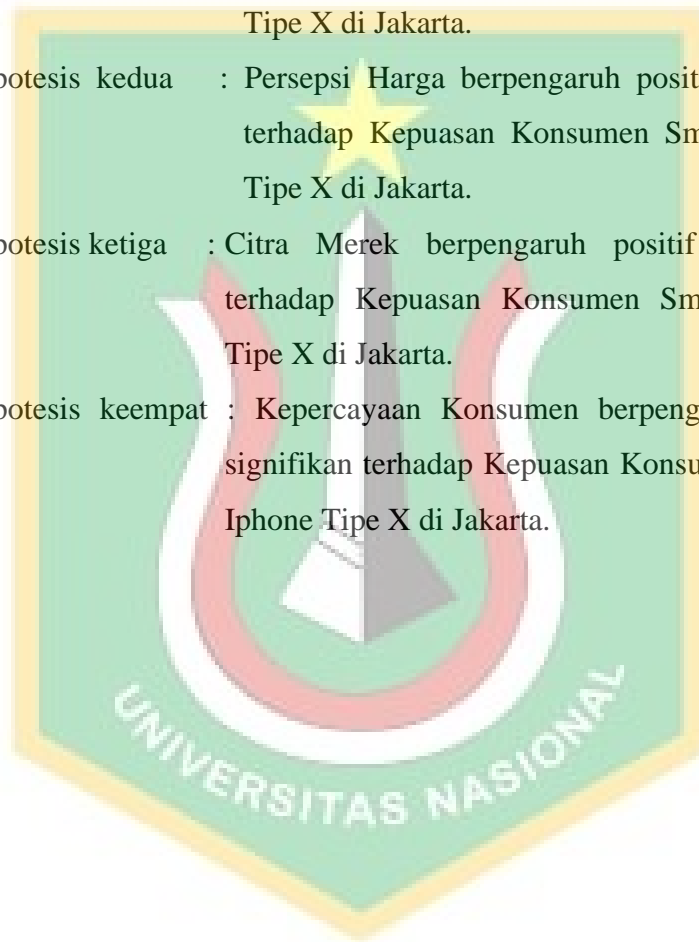 Tipe X di Jakarta.
potesis kedua : Persepsi Harga berpengaruh posit
terhadap Kepuasan Konsumen Sm
Tipe X di Jakarta.
potesis ketiga : Citra Merek berpengaruh positif
terhadap Kepuasan Konsumen Sm
Tipe X di Jakarta.
potesis keempat : Kepercayaan Konsumen berpeng
signifikan terhadap Kepuasan Konsu
Iphone Tipe X di Jakarta.
UNIVERSITAS NASIONAL